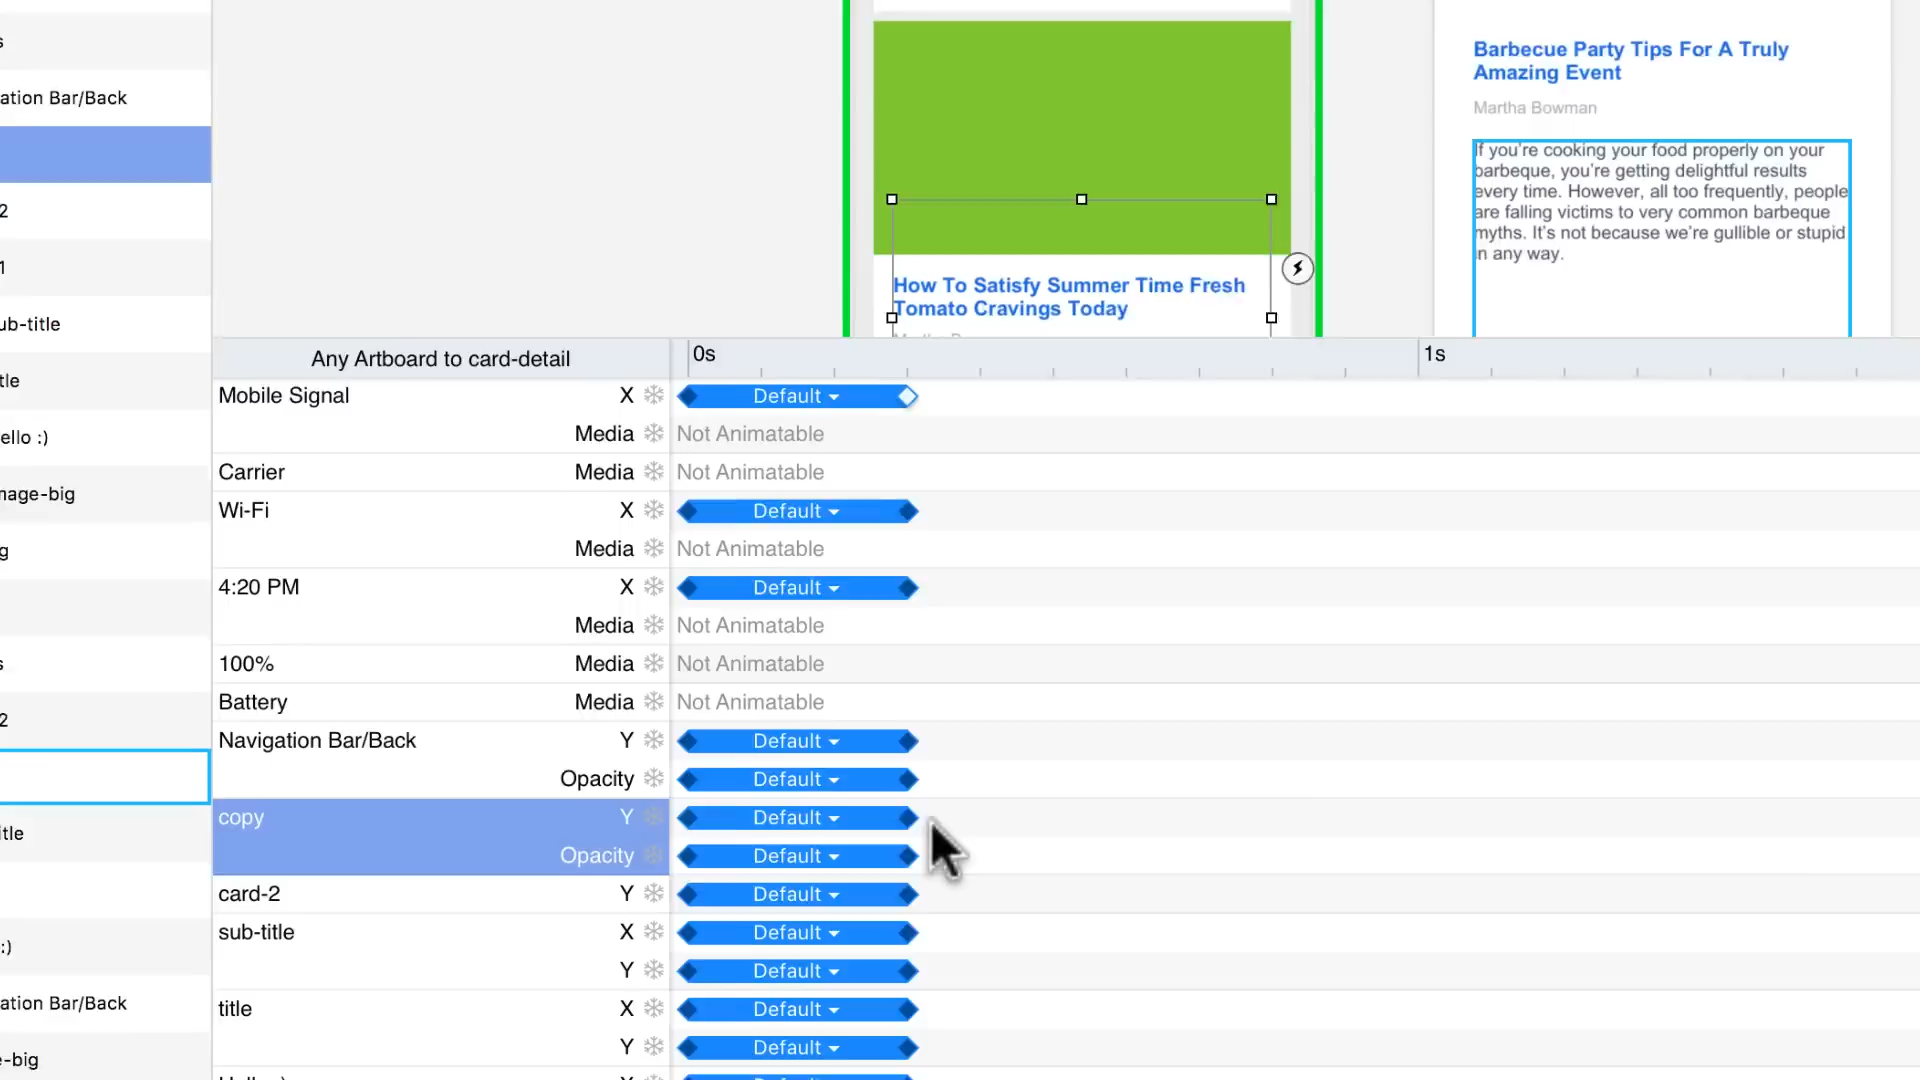 s
ation Bar/Back
2
1
ub-title
tle
ello :)
mage-big
g
s
2
itle
:)
ation Bar/Back
e-big
How To Satisfy Summer Time Fresh
Tomato Cravings Today
Barbecue Party Tips For A Truly
Amazing Event
Martha Bowman
If you're cooking your food properly on your
barbeque, you're getting delightful results
every time. However, all too frequently, people
are falling victims to very common barbeque
myths. It's not because we're gullible or stupid
in any way.
Any Artboard to card-detail 0s 1s
Mobile Signal X Default
Media Not Animatable
Carrier Media Not Animatable
Wi-Fi X Default
Media Not Animatable
4:20 PM X Default
Media Not Animatable
100% Media Not Animatable
Battery Media Not Animatable
Navigation Bar/Back Y Default
Opacity Default
copy Y Default
Opacity Default
card-2 Y Default
sub-title X Default
Y Default
title X Default
Y Default